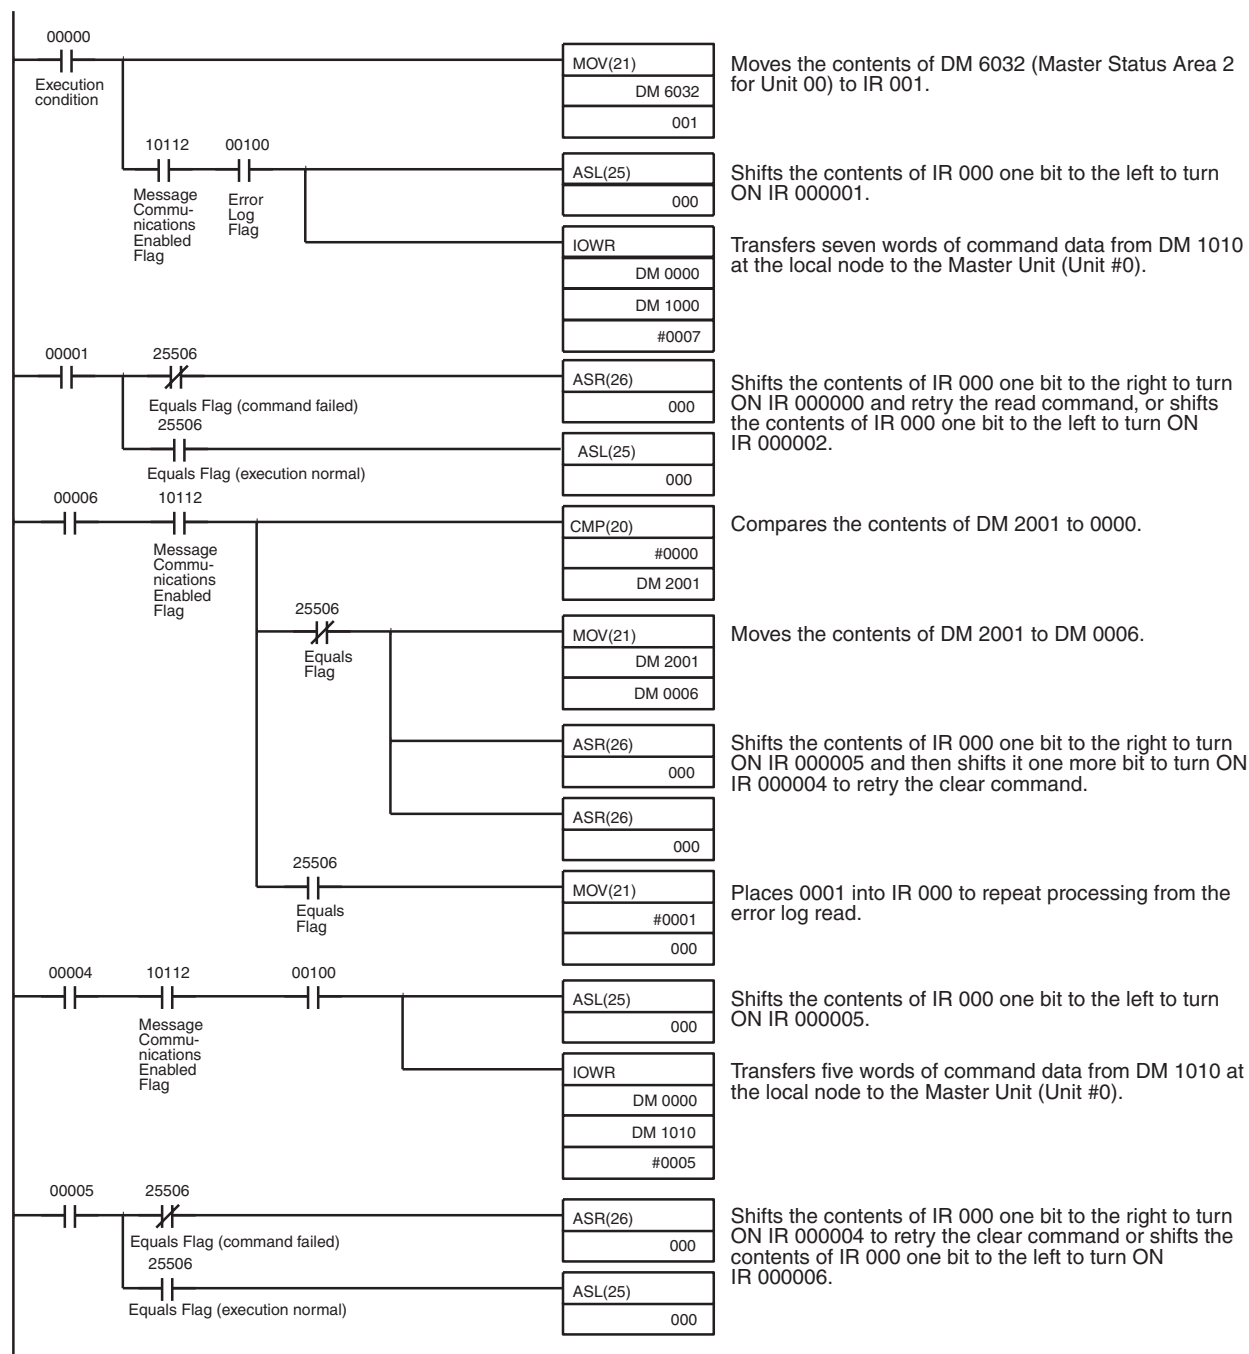 00000
Execution
condition
MOV(21)
DM 6032
001
Moves the contents of DM 6032 (Master Status Area 2
for Unit 00) to IR 001.
10112
Message
Commu-
nications
Enabled
Flag
00100
Error
Log
Flag
ASL(25)
000
Shifts the contents of IR 000 one bit to the left to turn
ON IR 000001.
IOWR
DM 0000
DM 1000
#0007
Transfers seven words of command data from DM 1010
at the local node to the Master Unit (Unit #0).
00001
25506
Equals Flag (command failed)
ASR(26)
000
Shifts the contents of IR 000 one bit to the right to turn
ON IR 000000 and retry the read command, or shifts
the contents of IR 000 one bit to the left to turn ON
IR 000002.
25506
Equals Flag (execution normal)
ASL(25)
000
00006
10112
Message
Commu-
nications
Enabled
Flag
CMP(20)
#0000
DM 2001
Compares the contents of DM 2001 to 0000.
25506
Equals
Flag
MOV(21)
DM 2001
DM 0006
Moves the contents of DM 2001 to DM 0006.
ASR(26)
000
Shifts the contents of IR 000 one bit to the right to turn
ON IR 000005 and then shifts it one more bit to turn ON
IR 000004 to retry the clear command.
ASR(26)
000
25506
Equals
Flag
MOV(21)
#0001
000
Places 0001 into IR 000 to repeat processing from the
error log read.
00004
10112
Message
Commu-
nications
Enabled
Flag
00100
ASL(25)
000
Shifts the contents of IR 000 one bit to the left to turn
ON IR 000005.
IOWR
DM 0000
DM 1010
#0005
Transfers five words of command data from DM 1010 at
the local node to the Master Unit (Unit #0).
00005
25506
Equals Flag (command failed)
ASR(26)
000
Shifts the contents of IR 000 one bit to the right to turn
ON IR 000004 to retry the clear command or shifts the
contents of IR 000 one bit to the left to turn ON
IR 000006.
25506
Equals Flag (execution normal)
ASL(25)
000